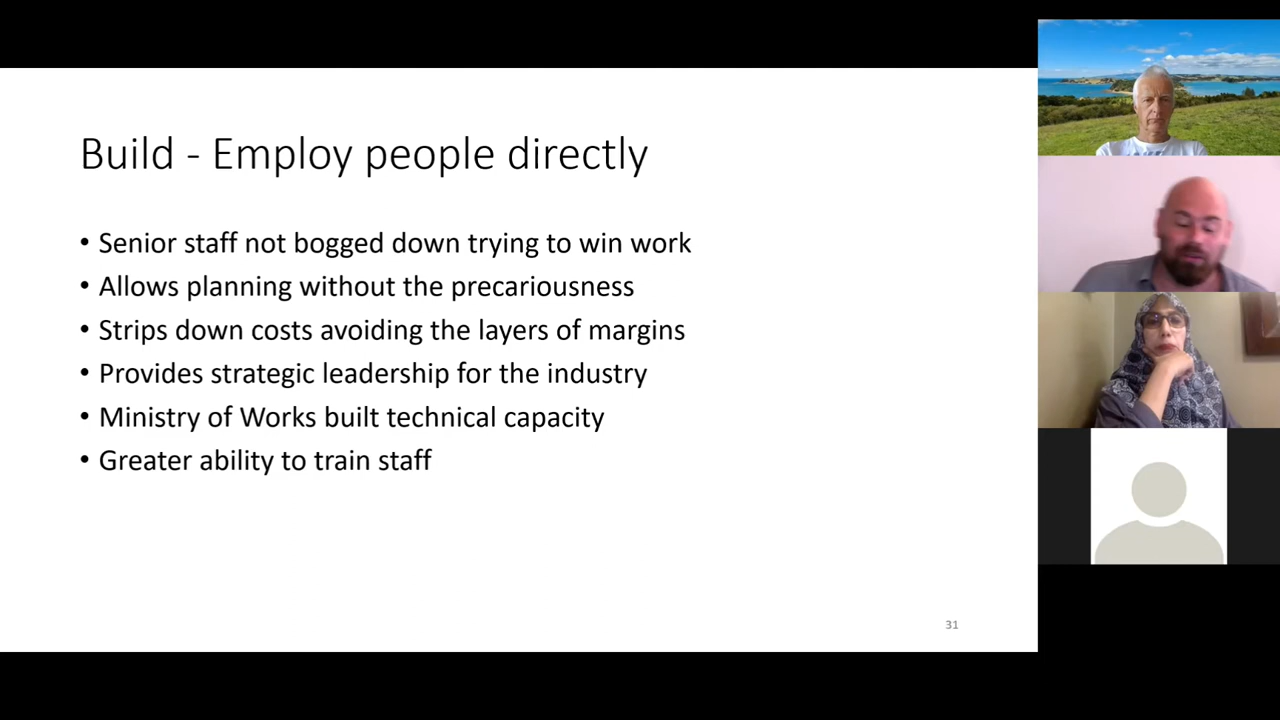 Build - Employ people directly
• Senior staff not bogged down trying to win work
• Allows planning without the precariousness
• Strips down costs avoiding the layers of margins
• Provides strategic leadership for the industry
• Ministry of Works built technical capacity
• Greater ability to train staff
31